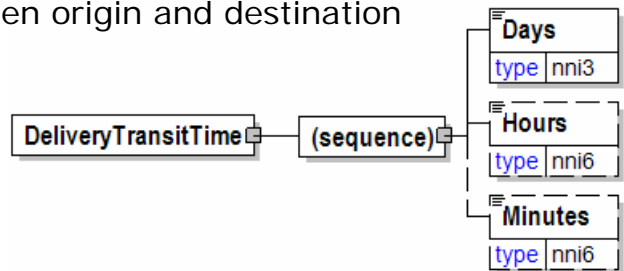 en origin and destination
Days
type nni3
DeliveryTransitTime
(sequence)
Hours
type nni6
Minutes
type nni6